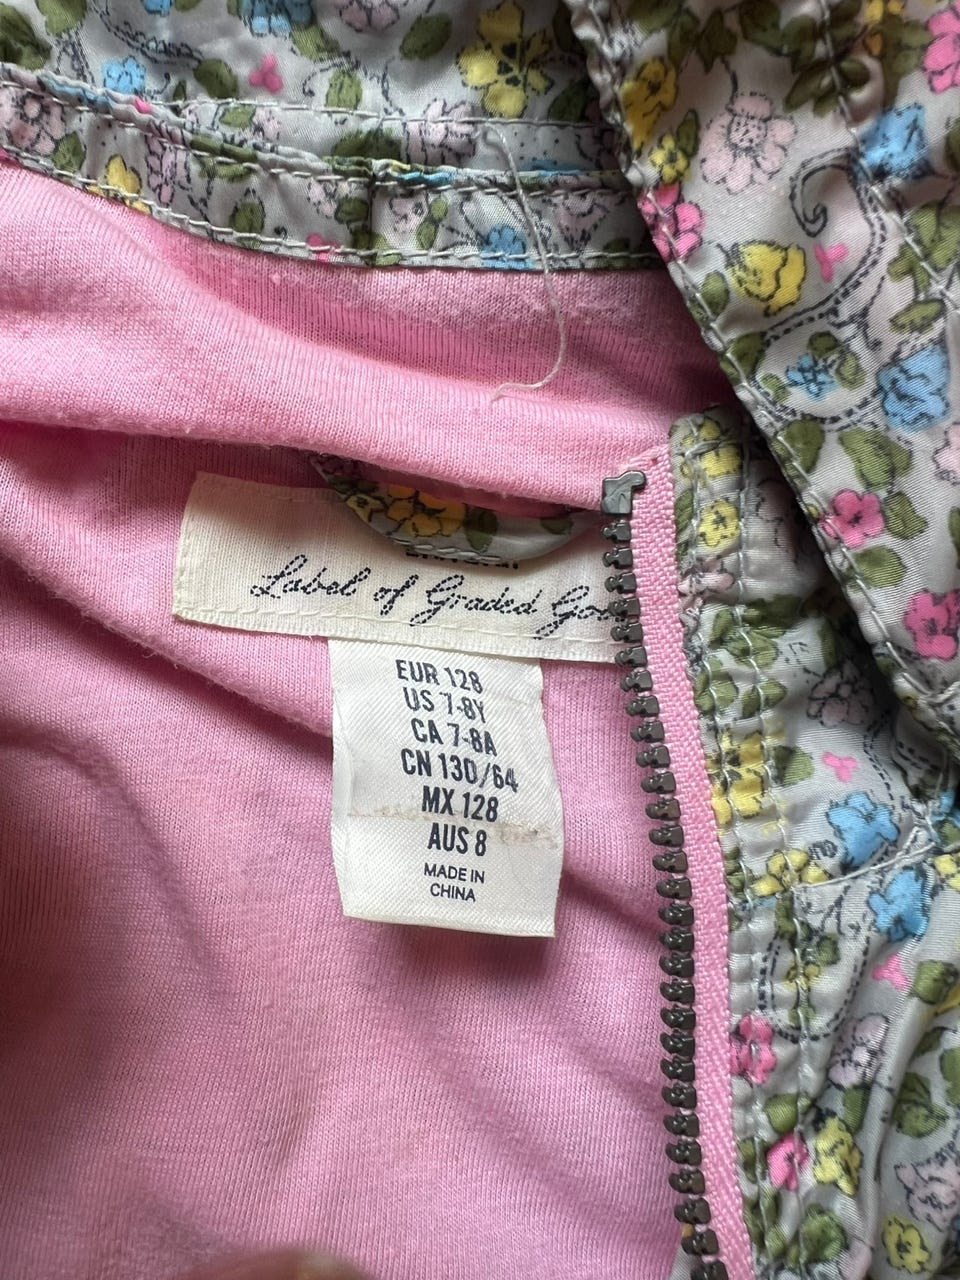 Label of Graded
EUR 128
US 7-8Y
CA 7-8A
CN 130/64
MX 128
AUS 8
MADE IN
CHINA